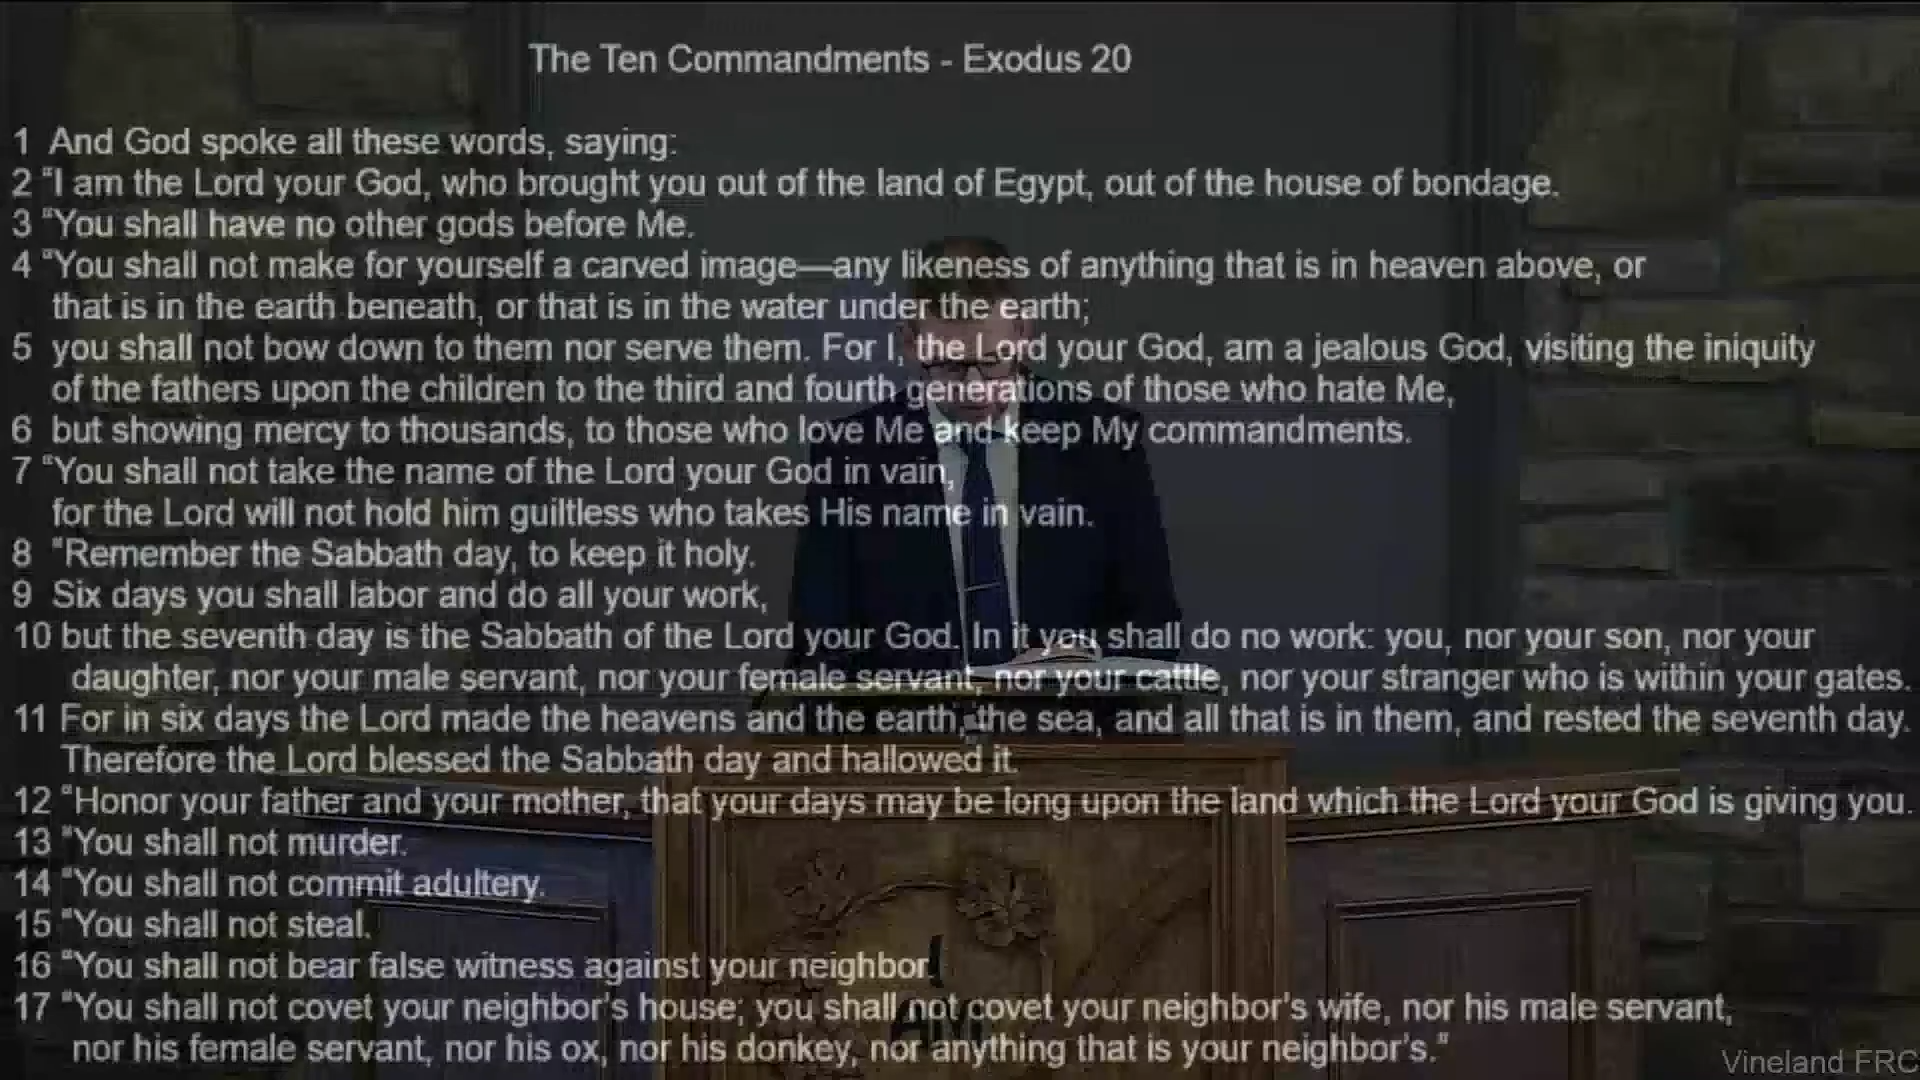 The Ten Commandments - Exodus 20
1 And God spoke all these words, saying:
2 “I am the Lord your God, who brought you out of the land of Egypt, out of the house of bondage.
3 “You shall have no other gods before Me.
4 “You shall not make for yourself a carved image—any likeness of anything that is in heaven above, or
that is in the earth beneath, or that is in the water under the earth;
5 you shall not bow down to them nor serve them. For I, the Lord your God, am a jealous God, visiting the iniquity
of the fathers upon the children to the third and fourth generations of those who hate Me,
6 but showing mercy to thousands, to those who love Me and keep My commandments.
7 “You shall not take the name of the Lord your God in vain,
for the Lord will not hold him guiltless who takes His name in vain.
8 “Remember the Sabbath day, to keep it holy.
9 Six days you shall labor and do all your work,
10 but the seventh day is the Sabbath of the Lord your God. In it you shall do no work: you, nor your son, nor your
daughter, nor your male servant, nor your female servant, nor your cattle, nor your stranger who is within your gates.
11 For in six days the Lord made the heavens and the earth, the sea, and all that is in them, and rested the seventh day.
Therefore the Lord blessed the Sabbath day and hallowed it.
12 “Honor your father and your mother, that your days may be long upon the land which the Lord your God is giving you.
13 “You shall not murder.
14 “You shall not commit adultery.
15 “You shall not steal.
16 “You shall not bear false witness against your neighbor.
17 “You shall not covet your neighbor's house; you shall not covet your neighbor's wife, nor his male servant,
nor his female servant, nor his ox, nor his donkey, nor anything that is your neighbor's.”
I
AM
Vineland FRC